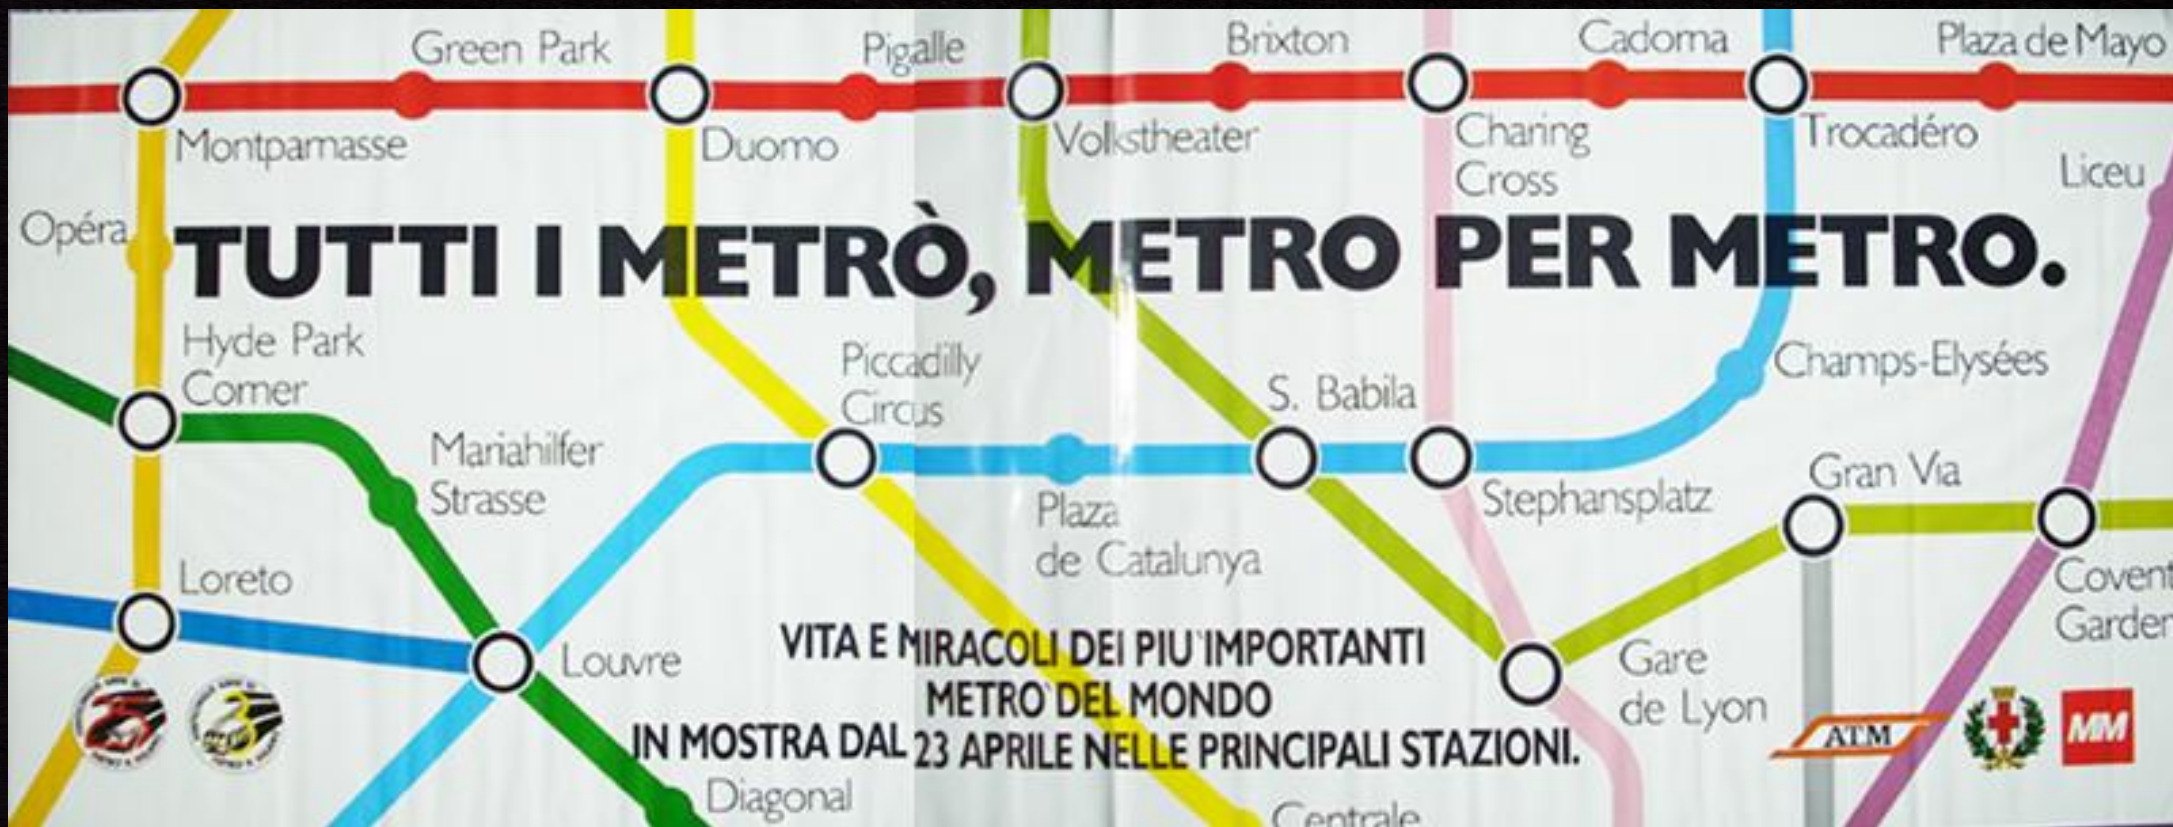 Green Park
Pigalle
Brixton
Cadorna
Plaza de Mayo
Montparnasse
Duomo
Volkstheater
Charing
Cross
Trocadéro
Liceu
Opéra
TUTTI I METRÒ, METRO PER METRO.
Hyde Park
Corner
Piccadilly
Circus
S. Babila
Champs-Elysées
Mariahilfer
Strasse
Plaza
de Catalunya
Stephansplatz
Gran Via
Loreto
Covent
Garden
Louvre
VITA E MIRACOLI DEI PIU' IMPORTANTI
METRO' DEL MONDO
IN MOSTRA DAL 23 APRILE NELLE PRINCIPALI STAZIONI.
Gare
de Lyon
ATM
MM
Diagonal
Centrale